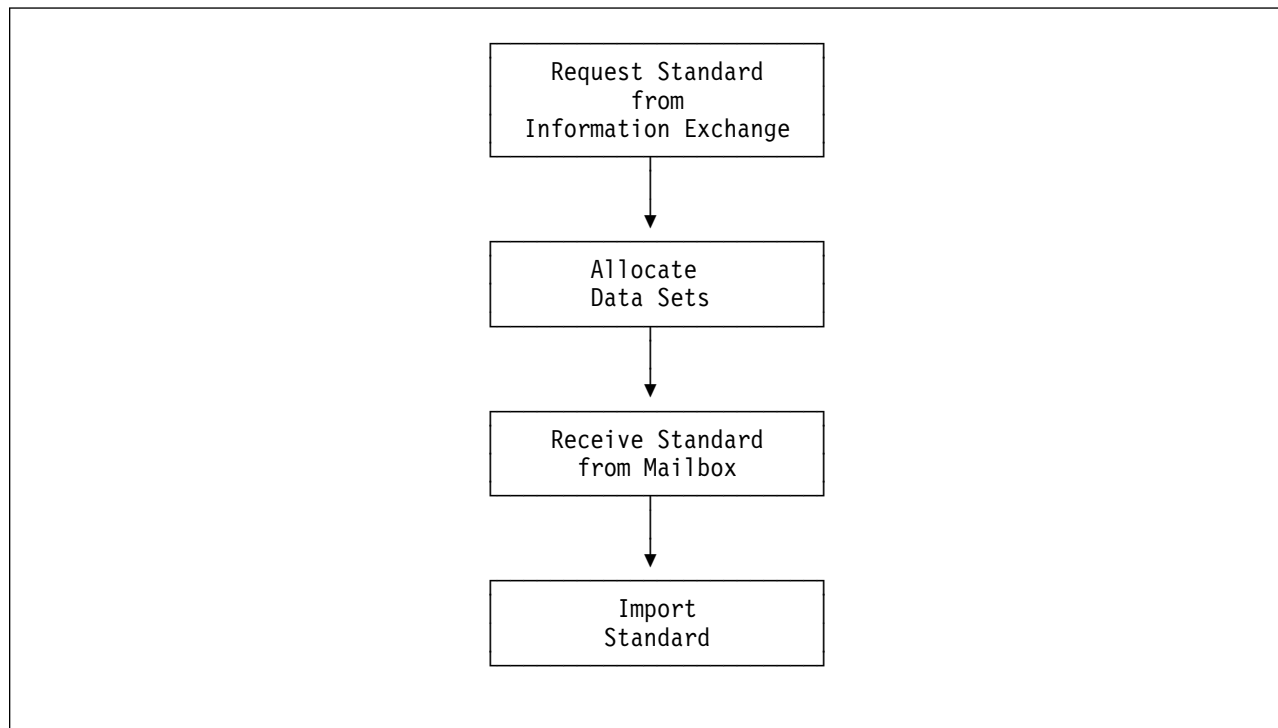 Request Standard
from
Information Exchange
Allocate
Data Sets
Receive Standard
from Mailbox
Import
Standard